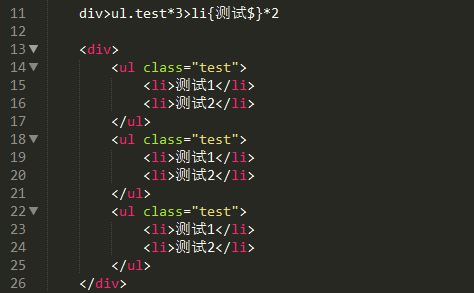 11 div>ul.test*3>li{测试$}*2
12
13 <div>
14 <ul class="test">
15 <li>测试1</li>
16 <li>测试2</li>
17 </ul>
18 <ul class="test">
19 <li>测试1</li>
20 <li>测试2</li>
21 </ul>
22 <ul class="test">
23 <li>测试1</li>
24 <li>测试2</li>
25 </ul>
26 </div>